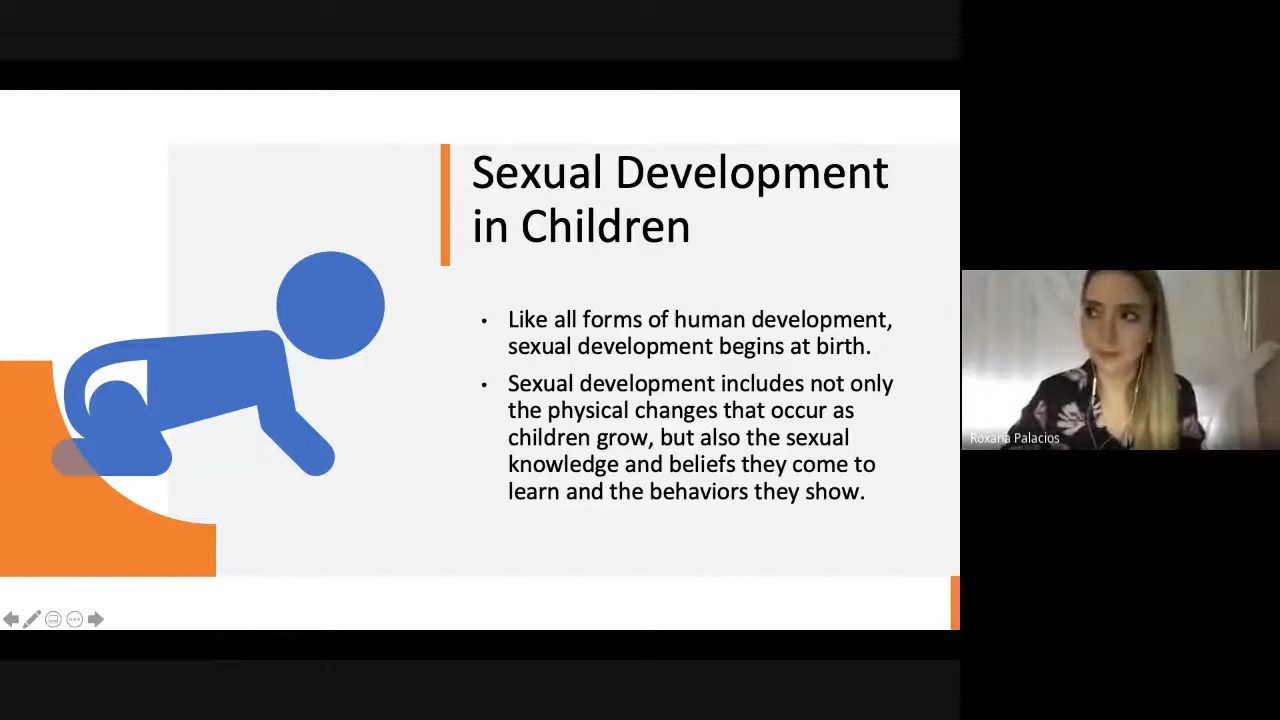 Sexual Development
in Children
• Like all forms of human development,
sexual development begins at birth.
• Sexual development includes not only
the physical changes that occur as
children grow, but also the sexual
knowledge and beliefs they come to
learn and the behaviors they show.
Roxana Palacios